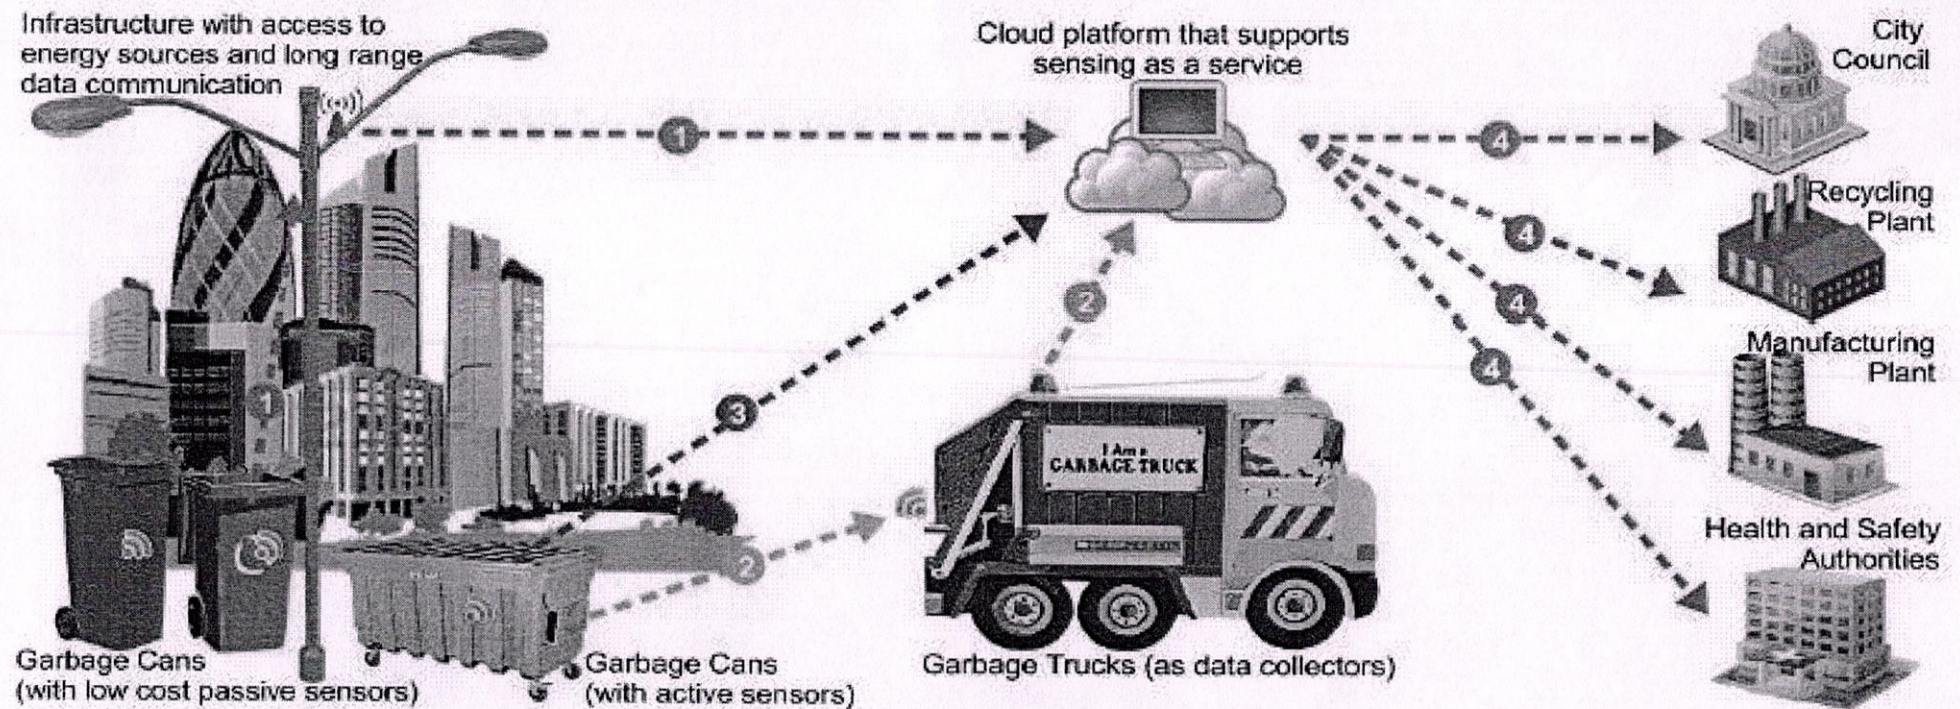 Infrastructure with access to
energy sources and long range
data communication
Cloud platform that supports
sensing as a service
City
Council
1
4
Recycling
Plant
4
2
4
Manufacturing
Plant
4
1
3
I Am a
GARBAGE TRUCK
2
Health and Safety
Authorities
Garbage Cans
(with low cost passive sensors)
Garbage Cans
(with active sensors)
Garbage Trucks (as data collectors)